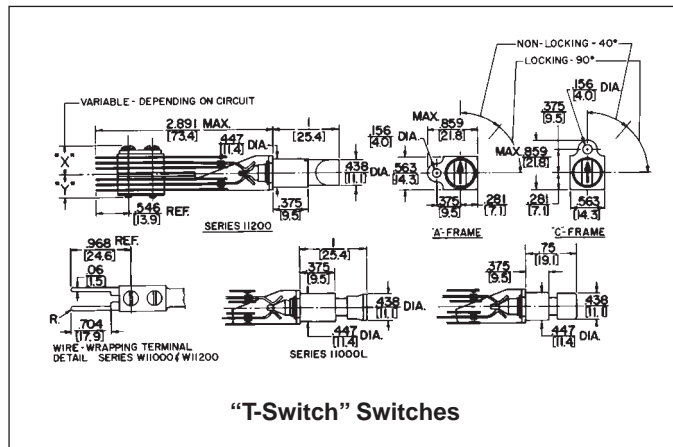 NON-LOCKING - 40°
LOCKING-90°
VARIABLE - DEPENDING ON CIRCUIT
2.891 MAX.
[73.4]
1
[25.4]
.447 DIA.
[11.4]
"X"
"Y"
.438 DIA.
[11.1]
.375
[9.5]
.546 REF.
[13.9]
SERIES 11200
MAX.
.859
[21.8]
.156 DIA.
[4.0]
.563
[14.3]
.375
[9.5]
.281
[7.1]
"A"-FRAME
.156 DIA.
[4.0]
.375
[9.5]
MAX .859
[21.8]
.281
[7.1]
.563
[14.3]
"C"-FRAME
.968 REF.
[24.6]
.06
[1.5]
R.
.704
[17.9]
WIRE-WRAPPING TERMINAL
DETAIL SERIES W11000 & W11200
1
[25.4]
.375
[9.5]
.438 DIA.
[11.1]
.447 DIA.
[11.4]
SERIES 11000L
.75
[19.1]
.375
[9.5]
.438
[11.1]
.447 DIA.
[11.4]
“T-Switch” Switches